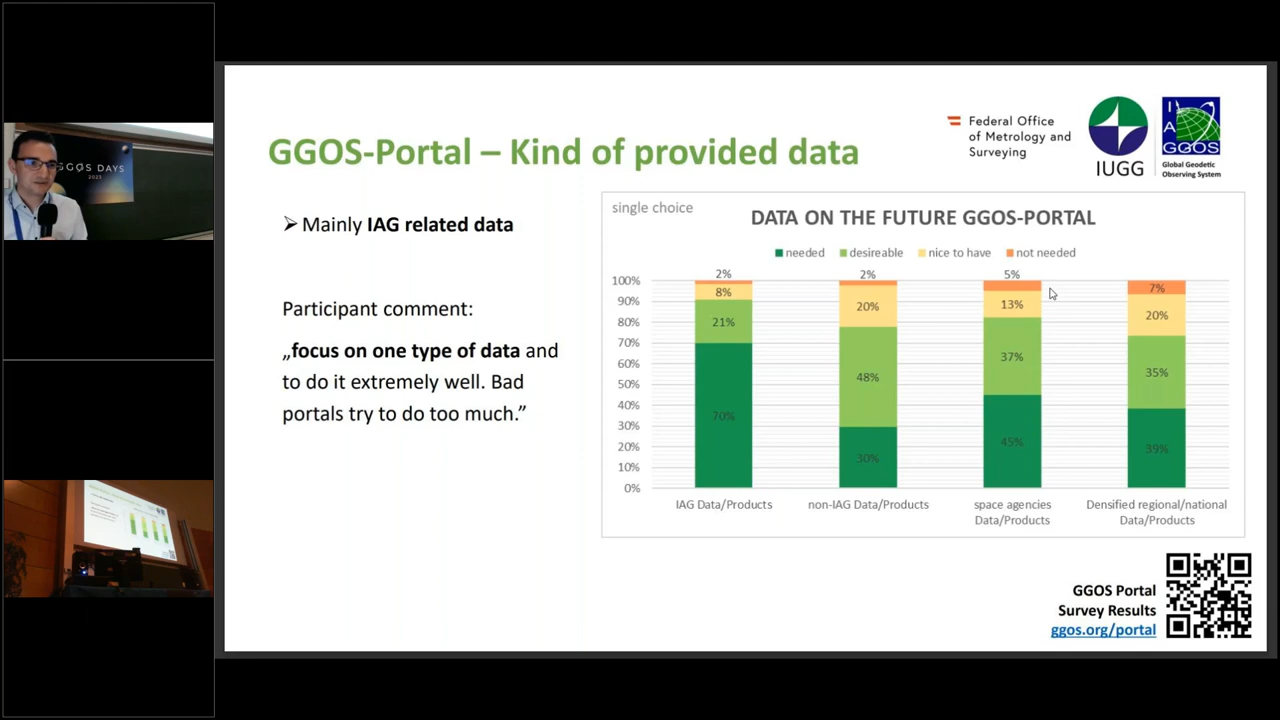 GGOS DAYS
GGOS-Portal – Kind of provided data
Federal Office
of Metrology and
Surveying
IUGG
I
A
GGOS
Global Geodetic
Observing System
➢ Mainly IAG related data
Participant comment:
„focus on one type of data and
to do it extremely well. Bad
portals try to do too much.”
single choice
DATA ON THE FUTURE GGOS-PORTAL
needed desireable nice to have not needed
2% 2% 5%
100%
90%
80%
70%
60%
50%
40%
30%
20%
10%
0%
8% 20% 13% 7%
20%
21% 48% 37% 35%
70% 30% 45% 39%
IAG Data/Products non-IAG Data/Products space agencies Densified regional/national
Data/Products Data/Products
GGOS Portal
Survey Results
ggos.org/portal